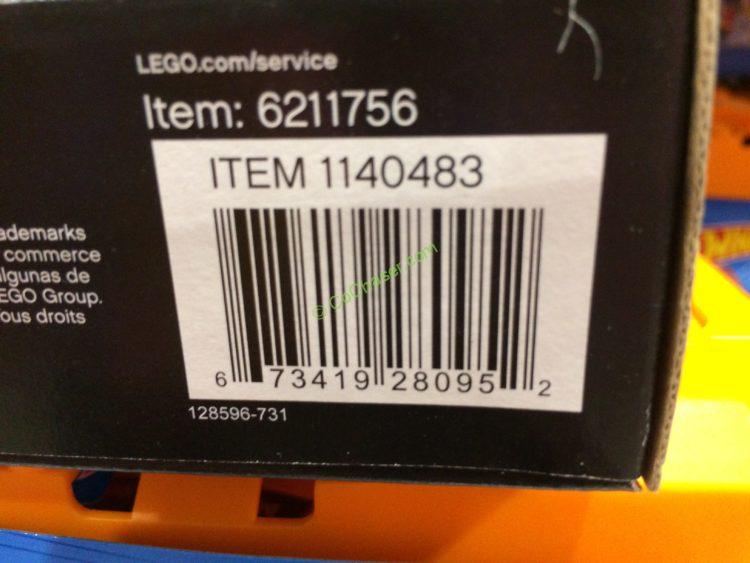 LEGO.com/service
Item: 6211756
ITEM 1140483
ademarks
commerce
lgunas de
EGO Group.
ous droits
© CoChaser.com
6 73419 28095 2
128596-731